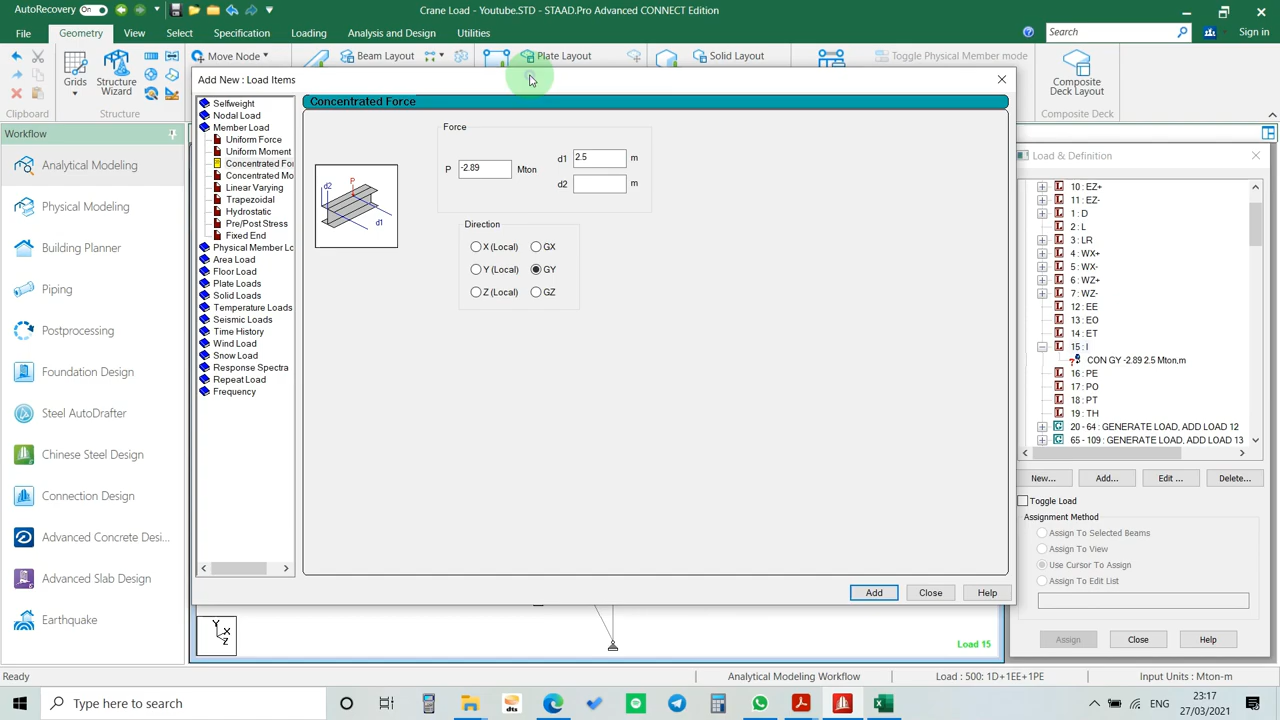 AutoRecovery
Crane Load - Youtube.STD - STAAD.Pro Advanced CONNECT Edition
File
Geometry
View
Select
Specification
Loading
Analysis and Design
Utilities
Search
Sign in
Grids
Structure
Wizard
Move Node
Beam Layout
Plate Layout
Solid Layout
Toggle Physical Member mode
Composite
Deck Layout
Clipboard
Structure
Composite Deck
Workflow
Analytical Modeling
Physical Modeling
Building Planner
Piping
Postprocessing
Foundation Design
Steel AutoDrafter
Chinese Steel Design
Connection Design
Advanced Concrete Desi...
Advanced Slab Design
Earthquake
Add New : Load Items
Selfweight
Nodal Load
Member Load
Uniform Force
Uniform Moment
Concentrated For
Concentrated Mo
Linear Varying
Trapezoidal
Hydrostatic
Pre/Post Stress
Fixed End
Physical Member Lo
Area Load
Floor Load
Plate Loads
Solid Loads
Temperature Loads
Seismic Loads
Time History
Wind Load
Snow Load
Response Spectra
Repeat Load
Frequency
Concentrated Force
Force
P
-2.89
Mton
d1
2.5
m
d2
m
P
d2
d1
Direction
X (Local)
GX
Y (Local)
GY
Z (Local)
GZ
Add
Close
Help
Y
X
Z
Load 15
Load & Definition
10 : EZ+
11 : EZ-
1 : D
2 : L
3 : LR
4 : WX+
5 : WX-
6 : WZ+
7 : WZ-
12 : EE
13 : EO
14 : ET
15 : I
CON GY -2.89 2.5 Mton,m
16 : PE
17 : PO
18 : PT
19 : TH
20 - 64 : GENERATE LOAD, ADD LOAD 12
65 - 109 : GENERATE LOAD, ADD LOAD 13
New...
Add...
Edit ...
Delete...
Toggle Load
Assignment Method
Assign To Selected Beams
Assign To View
Use Cursor To Assign
Assign To Edit List
Assign
Close
Help
Ready
Analytical Modeling Workflow
Load : 500: 1D+1EE+1PE
Input Units : Mton-m
Type here to search
dts
ENG
23:17
27/03/2021